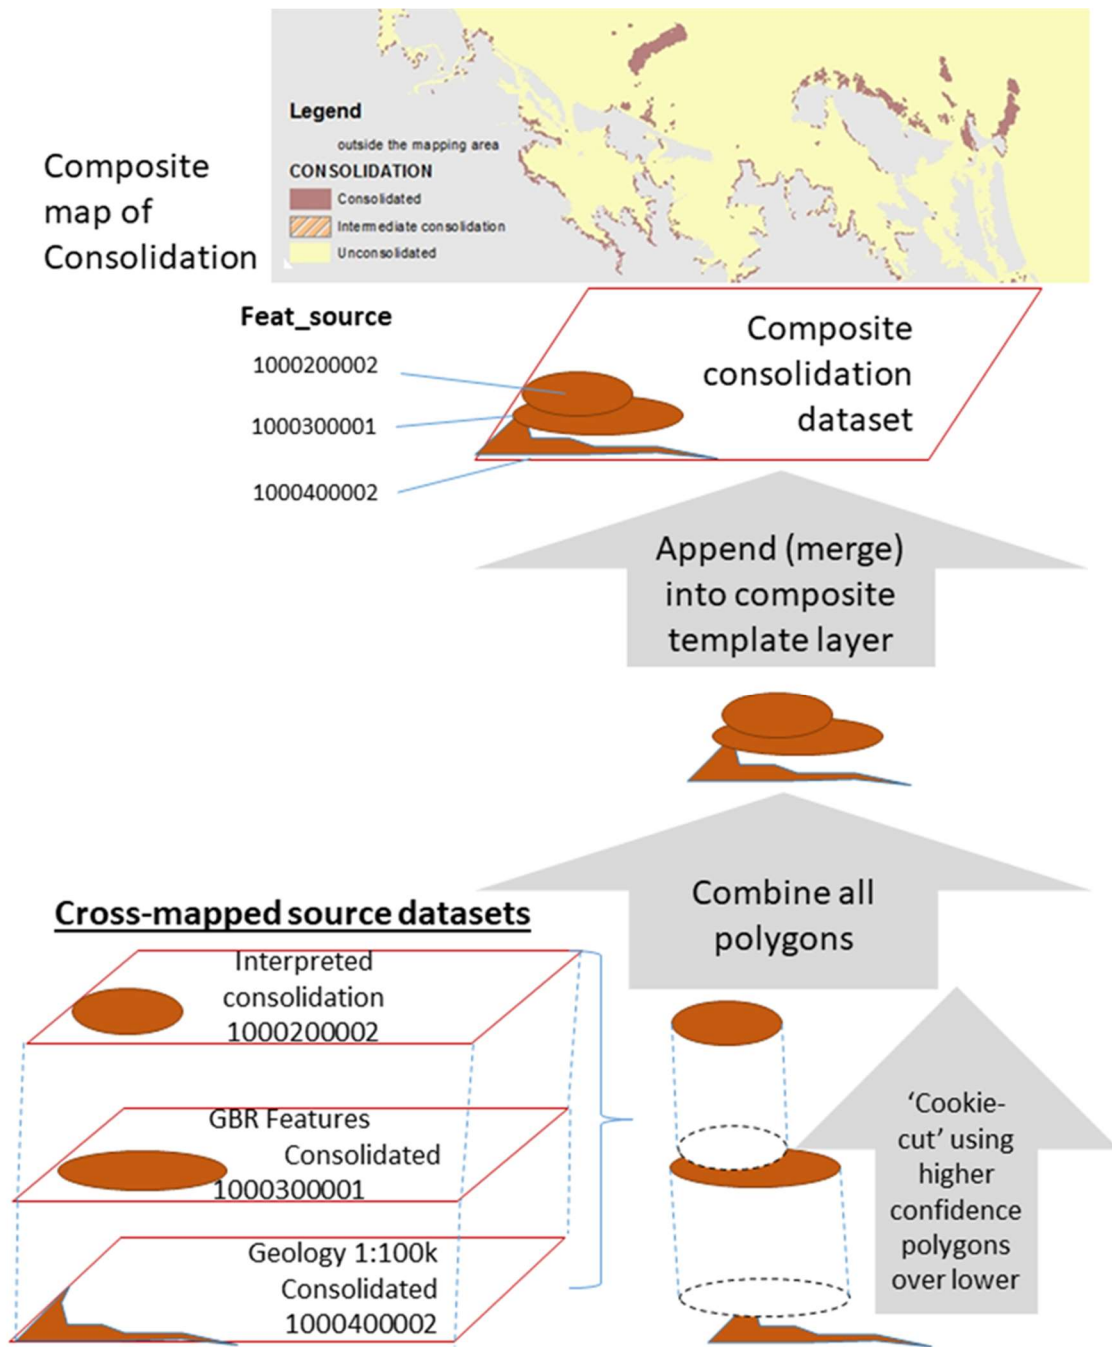 Legend
outside the mapping area
CONSOLIDATION
Consolidated
Intermediate consolidation
Unconsolidated
Composite
map of
Consolidation
Feat_source
1000200002
1000300001
1000400002
Composite
consolidation
dataset
Append (merge)
into composite
template layer
Combine all
polygons
Cross-mapped source datasets
Interpreted
consolidation
1000200002
GBR Features
Consolidated
1000300001
Geology 1:100k
Consolidated
1000400002
‘Cookie-
cut’ using
higher
confidence
polygons
over lower